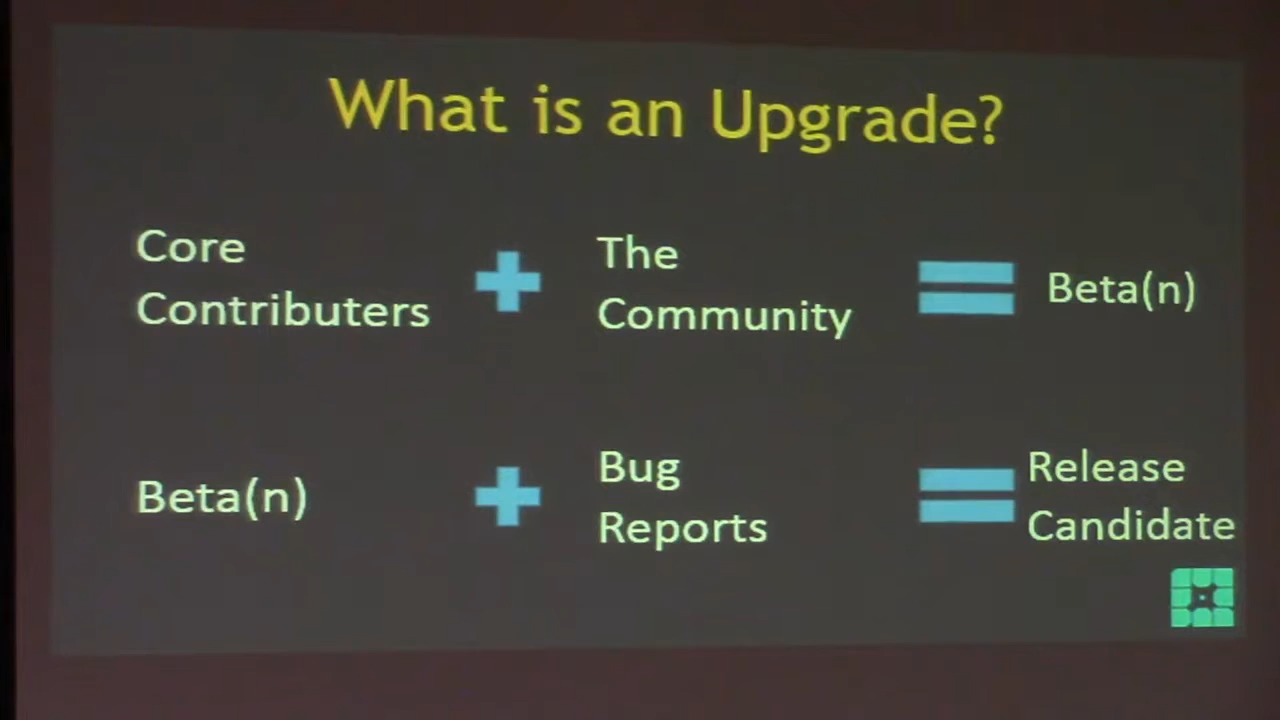 What is an Upgrade?
Core
Contributers
The
Community
Beta(n)
Beta(n)
Bug
Reports
Release
Candidate